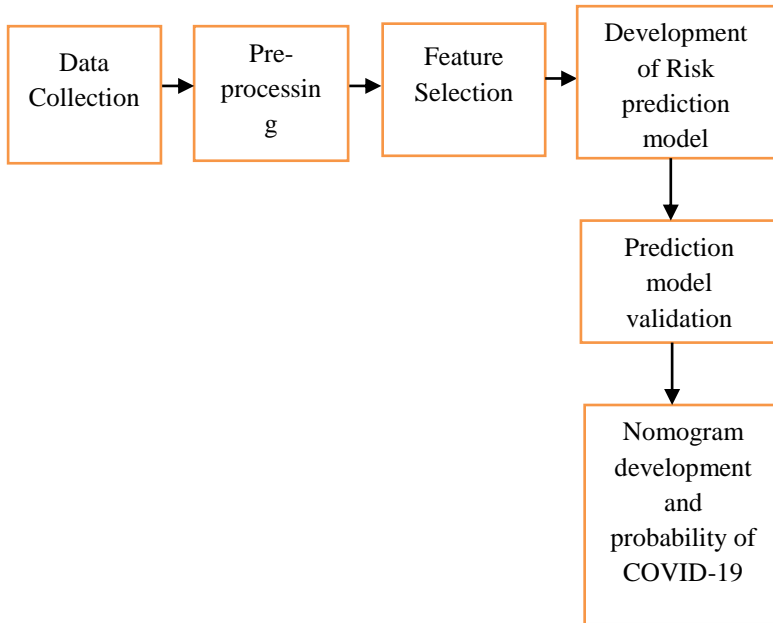 Data
Collection
Pre-
processin
g
Feature
Selection
Development
of Risk
prediction
model
Prediction
model
validation
Nomogram
development
and
probability of
COVID-19